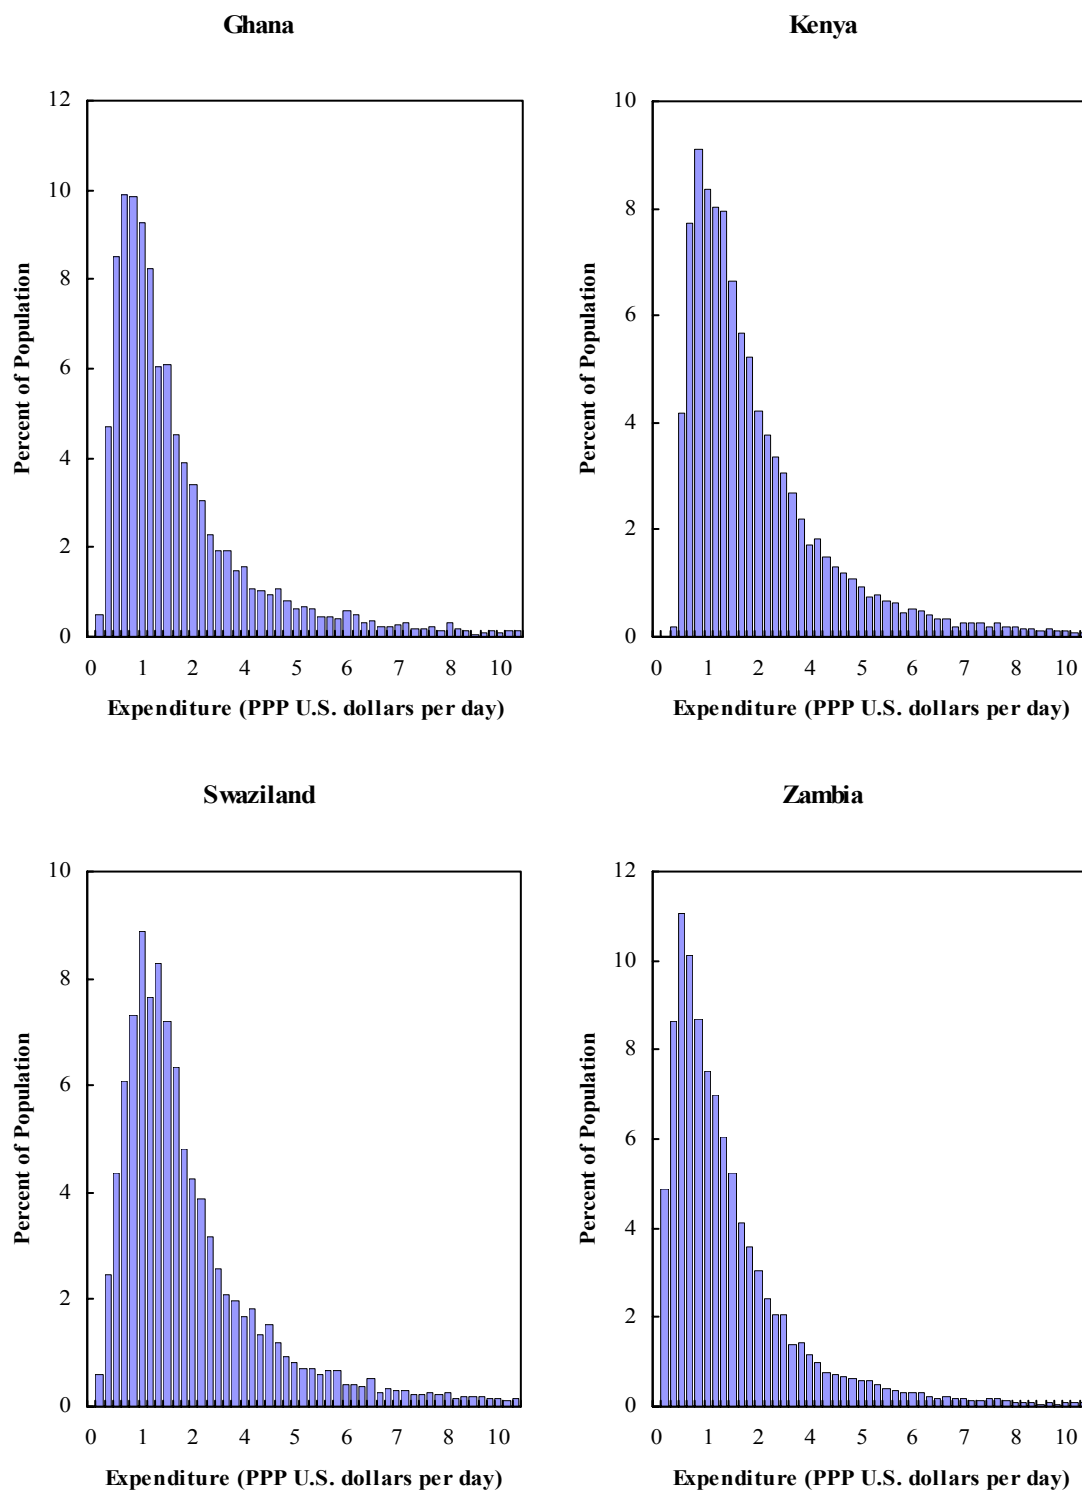 Ghana
12
10
8
6
4
2
0
Percent of Population
0 1 2 4 5 6 7 8 10
Expenditure (PPP U.S. dollars per day)
Kenya
10
8
6
4
2
0
Percent of Population
0 1 2 4 5 6 7 8 10
Expenditure (PPP U.S. dollars per day)
Swaziland
10
8
6
4
2
0
Percent of Population
0 1 2 4 5 6 7 8 10
Expenditure (PPP U.S. dollars per day)
Zambia
12
10
8
6
4
2
0
Percent of Population
0 1 2 4 5 6 7 8 10
Expenditure (PPP U.S. dollars per day)